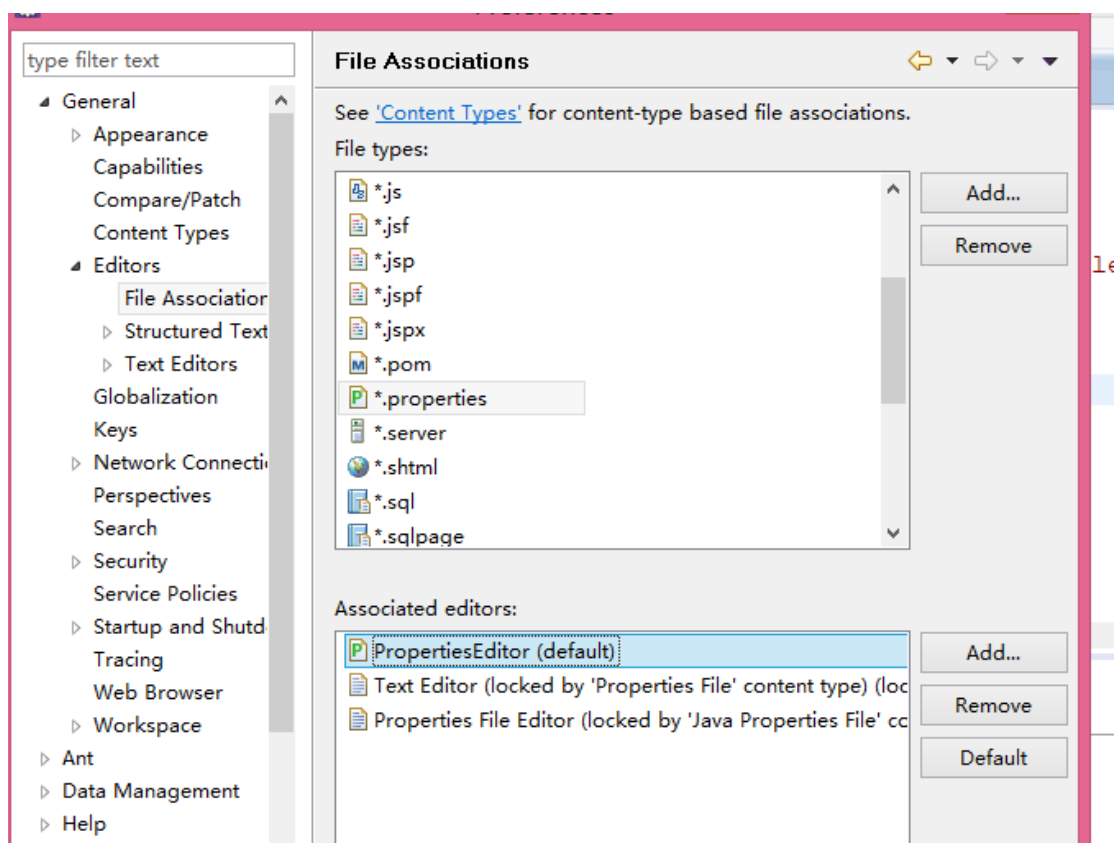 type filter text
General
Appearance
Capabilities
Compare/Patch
Content Types
Editors
File Association
Structured Text
Text Editors
Globalization
Keys
Network Connecti
Perspectives
Search
Security
Service Policies
Startup and Shutd
Tracing
Web Browser
Workspace
Ant
Data Management
Help
File Associations
See 'Content Types' for content-type based file associations.
File types:
*.js
*.jsf
*.jsp
*.jspf
*.jspx
*.pom
*.properties
*.server
*.shtml
*.sql
*.sqlpage
Add...
Remove
Associated editors:
PropertiesEditor (default)
Text Editor (locked by 'Properties File' content type) (loc
Properties File Editor (locked by 'Java Properties File' cc
Add...
Remove
Default
le